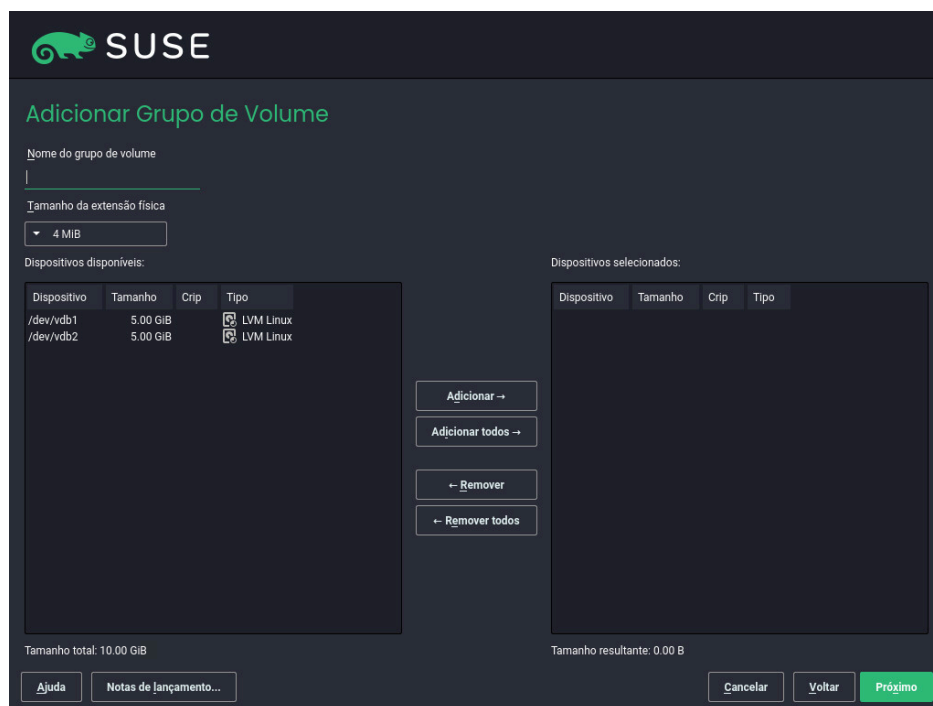 SUSE
Adicionar Grupo de Volume
Nome do grupo de volume
Tamanho da extensão física
4 MiB
Dispositivos disponíveis:
Dispositivo Tamanho Crip Tipo
/dev/vdb1 5.00 GiB LVM Linux
/dev/vdb2 5.00 GiB LVM Linux
Adicionar →
Adicionar todos →
← Remover
← Remover todos
Dispositivos selecionados:
Dispositivo Tamanho Crip Tipo
Tamanho total: 10.00 GiB
Tamanho resultante: 0.00 B
Ajuda Notas de lançamento... Cancelar Voltar Próximo